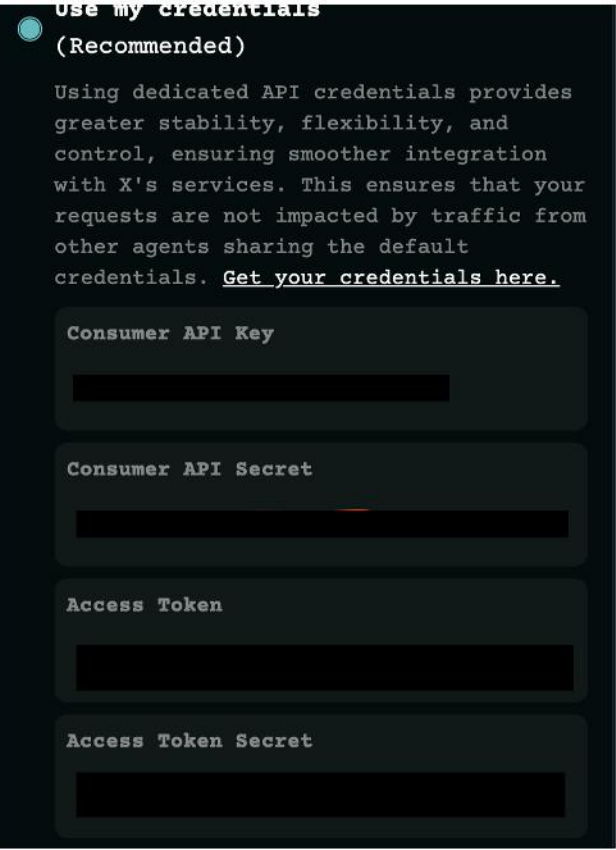 Use my credentials
(Recommended)
Using dedicated API credentials provides
greater stability, flexibility, and
control, ensuring smoother integration
with X's services. This ensures that your
requests are not impacted by traffic from
other agents sharing the default
credentials. Get your credentials here.
Consumer API Key
Consumer API Secret
Access Token
Access Token Secret